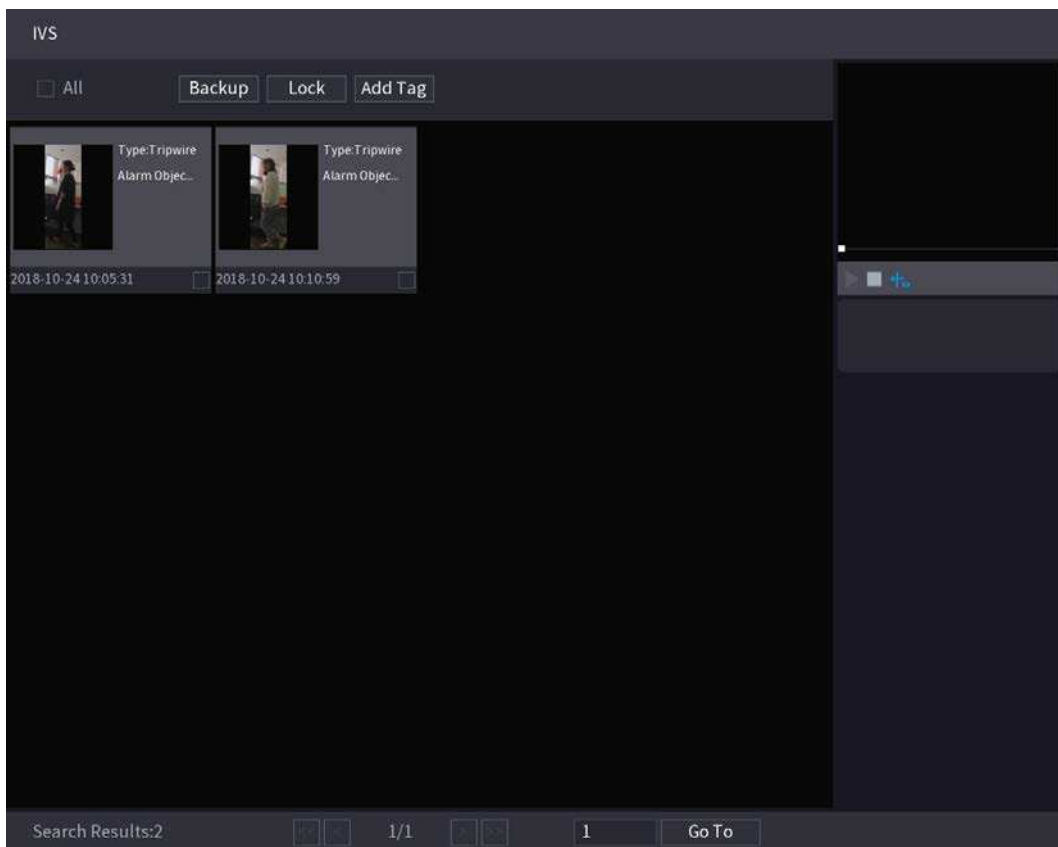 IVS
All Backup Lock Add Tag
Type:Tripwire
Alarm Objec...
2018-10-24 10:05:31
Type:Tripwire
Alarm Objec...
2018-10-24 10:10:59
Search Results:2 << < 1/1 > >> 1 Go To